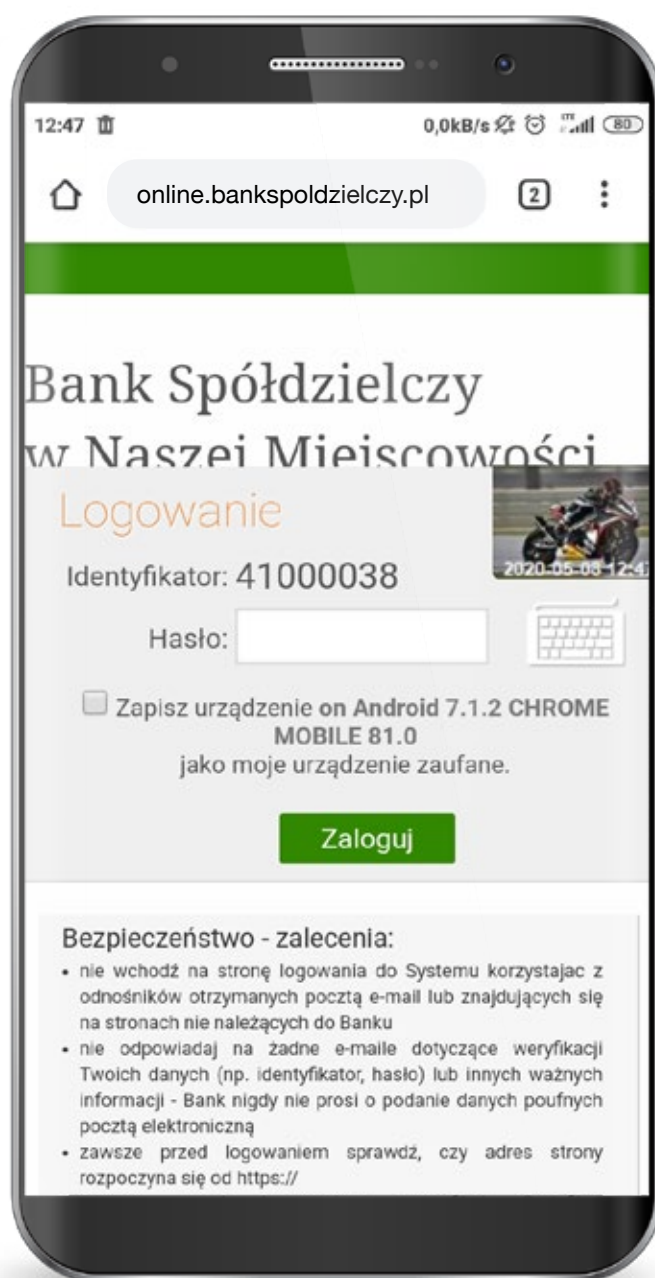 12:47
0,0kB/s LTE 80
online.bankspoldzielczy.pl 2
Bank Spółdzielczy
w Naszej Miejscowości
Logowanie
2020-05-03 12:47
Identyfikator: 41000038
Hasło:
Zapisz urządzenie on Android 7.1.2 CHROME
MOBILE 81.0
jako moje urządzenie zaufane.
Zaloguj
Bezpieczeństwo - zalecenia:
• nie wchodź na stronę logowania do Systemu korzystajac z
odnośników otrzymanych pocztą e-mail lub znajdujących się
na stronach nie należących do Banku
• nie odpowiadaj na żadne e-maile dotyczące weryfikacji
Twoich danych (np. identyfikator, hasło) lub innych ważnych
informacji - Bank nigdy nie prosi o podanie danych poufnych
pocztą elektroniczną
• zawsze przed logowaniem sprawdź, czy adres strony
rozpoczyna się od https://